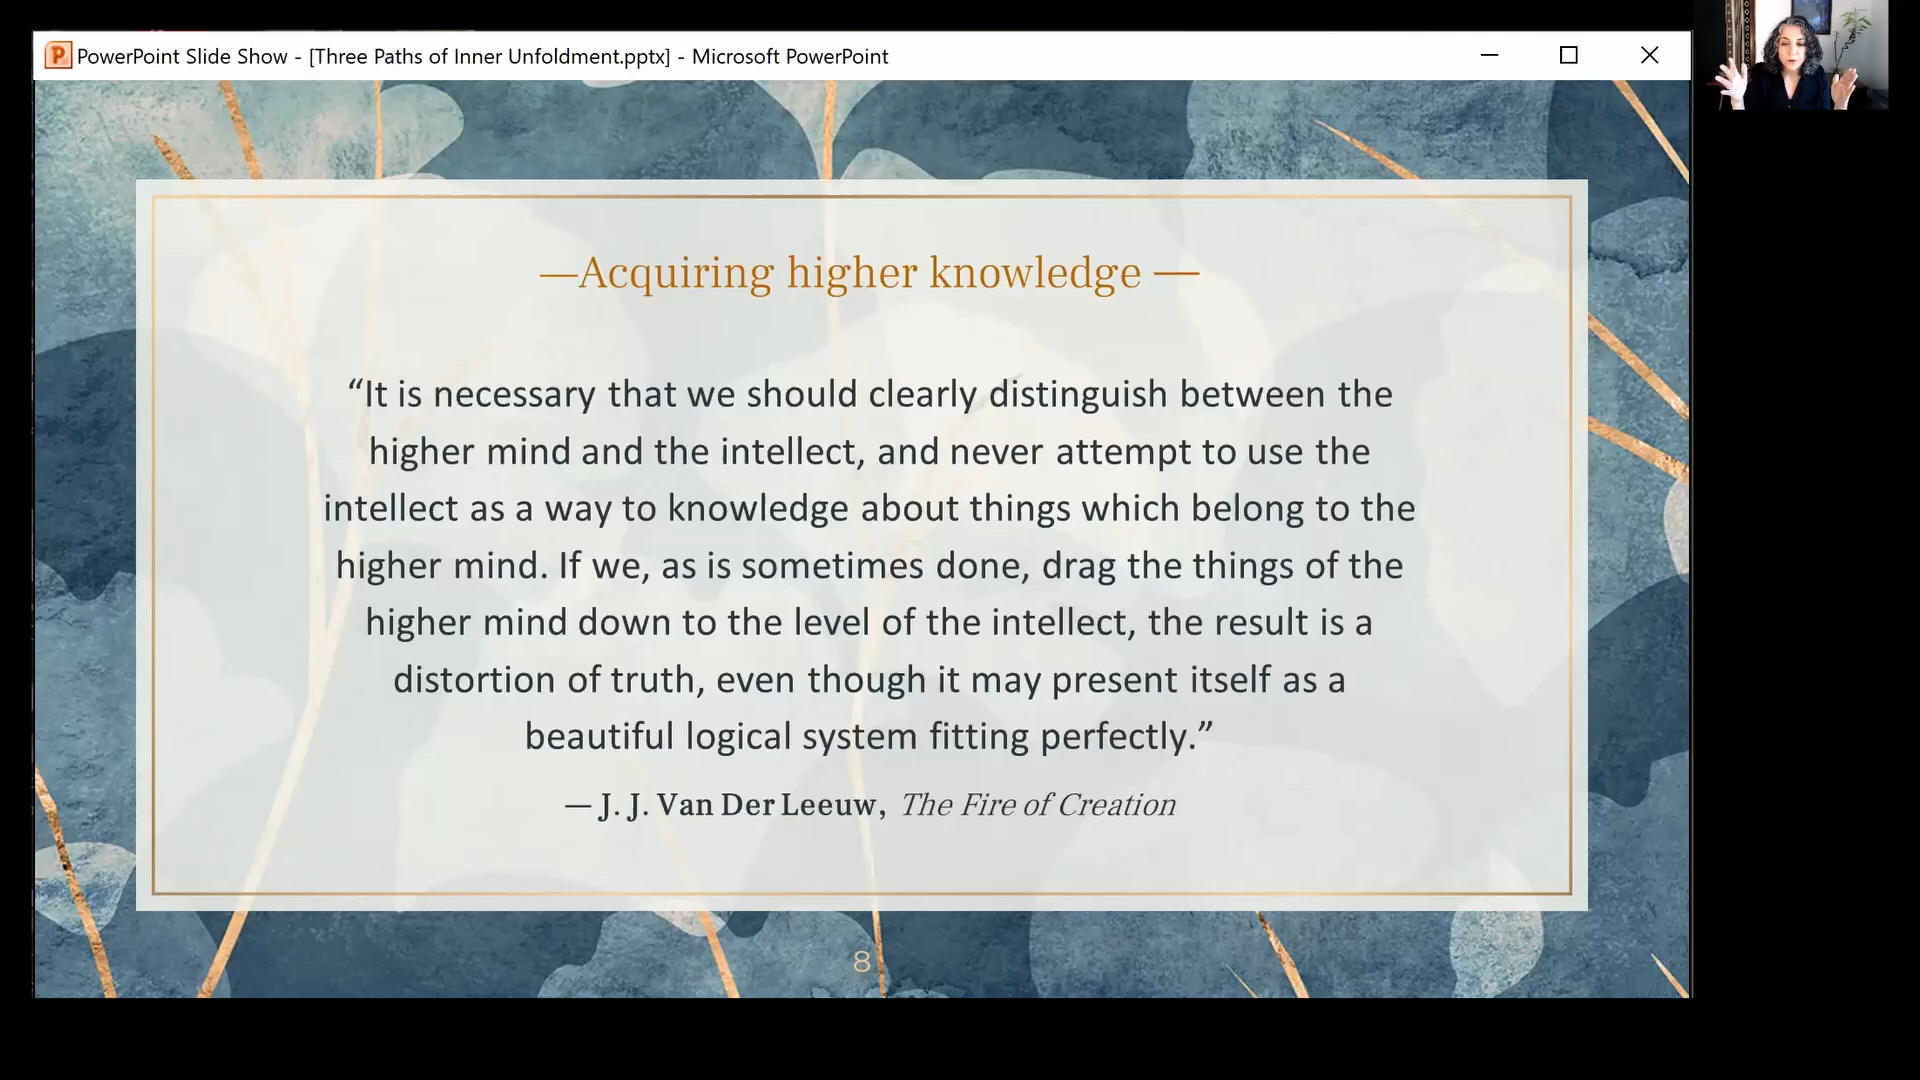 PowerPoint Slide Show - [Three Paths of Inner Unfoldment.pptx] - Microsoft PowerPoint
—Acquiring higher knowledge —
“It is necessary that we should clearly distinguish between the
higher mind and the intellect, and never attempt to use the
intellect as a way to knowledge about things which belong to the
higher mind. If we, as is sometimes done, drag the things of the
higher mind down to the level of the intellect, the result is a
distortion of truth, even though it may present itself as a
beautiful logical system fitting perfectly.”
— J. J. Van Der Leeuw, The Fire of Creation
8